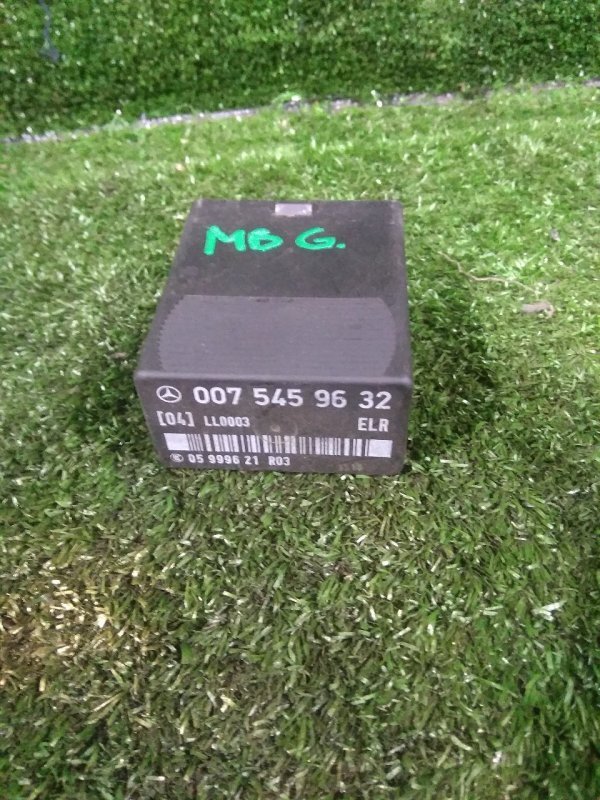 MB G.
007 545 96 32
[04] LL0003 ELR
05 9996 21 R03